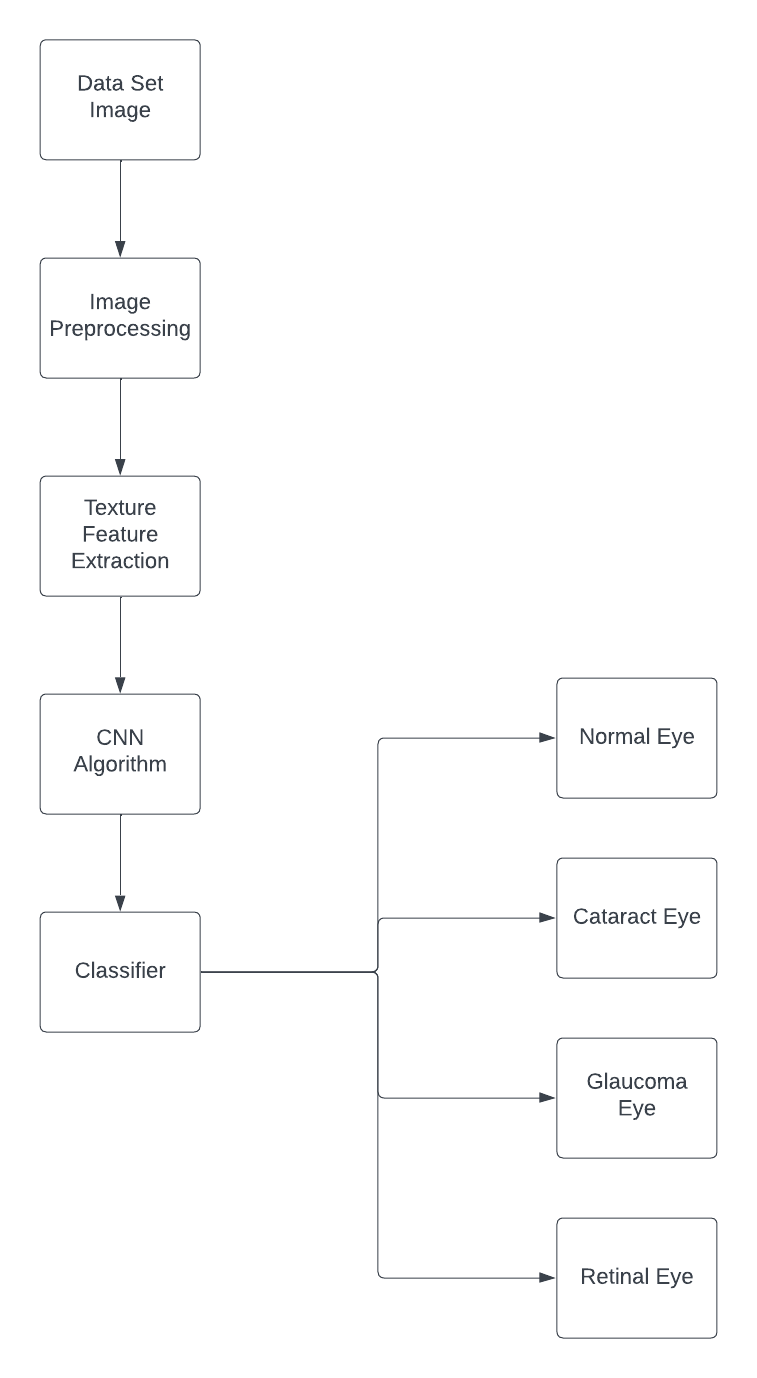 Data Set
Image
Image
Preprocessing
Texture
Feature
Extraction
CNN
Algorithm
Classifier
Normal Eye
Cataract Eye
Glaucoma
Eye
Retinal Eye